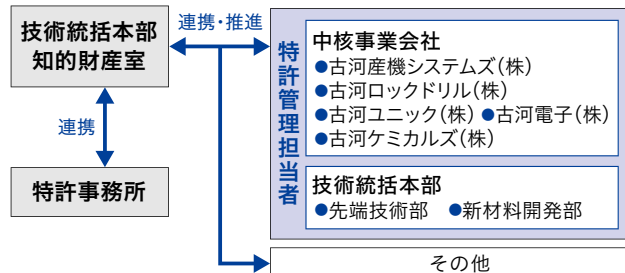 技術統括本部
知的財産室
連携・推進
連携
特許事務所
特許管理担当者
中核事業会社
●古河産機システムズ(株)
●古河ロックドリル(株)
●古河ユニック(株) ●古河電子(株)
●古河ケミカルズ(株)
技術統括本部
●先端技術部 ●新材料開発部
その他